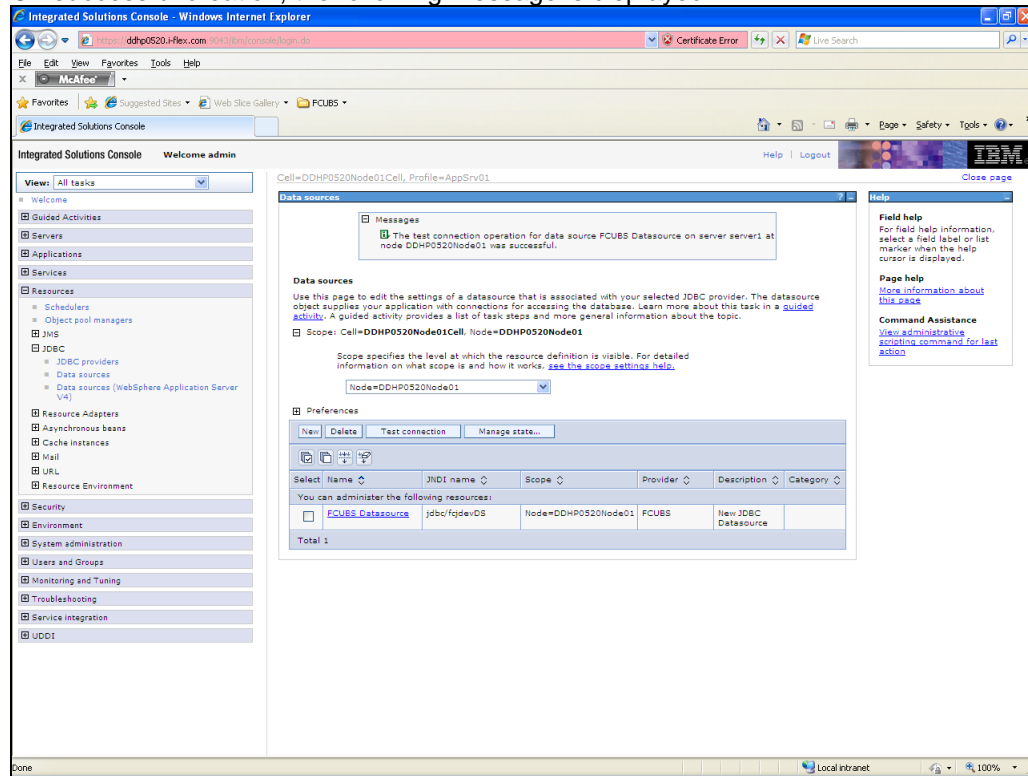 Integrated Solutions Console - Windows Internet Explorer
https://ddhp0520.i-flex.com:9043/ibm/console/login.do
Certificate Error
Live Search
File Edit View Favorites Tools Help
x McAfee
Favorites Suggested Sites Web Slice Gallery FCUBS
Integrated Solutions Console
Page Safety Tools
Integrated Solutions Console Welcome admin
Help | Logout
IBM.
View: All tasks
Welcome
Guided Activities
Servers
Applications
Services
Resources
Schedulers
Object pool managers
JMS
JDBC
JDBC providers
Data sources
Data sources (WebSphere Application Server
V4)
Resource Adapters
Asynchronous beans
Cache instances
Mail
URL
Resource Environment
Security
Environment
System administration
Users and Groups
Monitoring and Tuning
Troubleshooting
Service integration
UDDI
Cell=DDHP0520Node01Cell, Profile=AppSrv01
Close page
Data sources
? -
Messages
The test connection operation for data source FCUBS Datasource on server server1 at
node DDHP0520Node01 was successful.
Data sources
Use this page to edit the settings of a datasource that is associated with your selected JDBC provider. The datasource
object supplies your application with connections for accessing the database. Learn more about this task in a guided
activity. A guided activity provides a list of task steps and more general information about the topic.
Scope: Cell=DDHP0520Node01Cell, Node=DDHP0520Node01
Scope specifies the level at which the resource definition is visible. For detailed
information on what scope is and how it works, see the scope settings help.
Node=DDHP0520Node01
Preferences
New Delete Test connection Manage state...
Select Name JNDI name Scope Provider Description Category
You can administer the following resources:
FCUBS Datasource jdbc/fcjdevDS Node=DDHP0520Node01 FCUBS New JDBC
Datasource
Total 1
Help
Field help
For field help information,
select a field label or list
marker when the help
cursor is displayed.
Page help
More information about
this page
Command Assistance
View administrative
scripting command for last
action
Done
Local intranet
100%